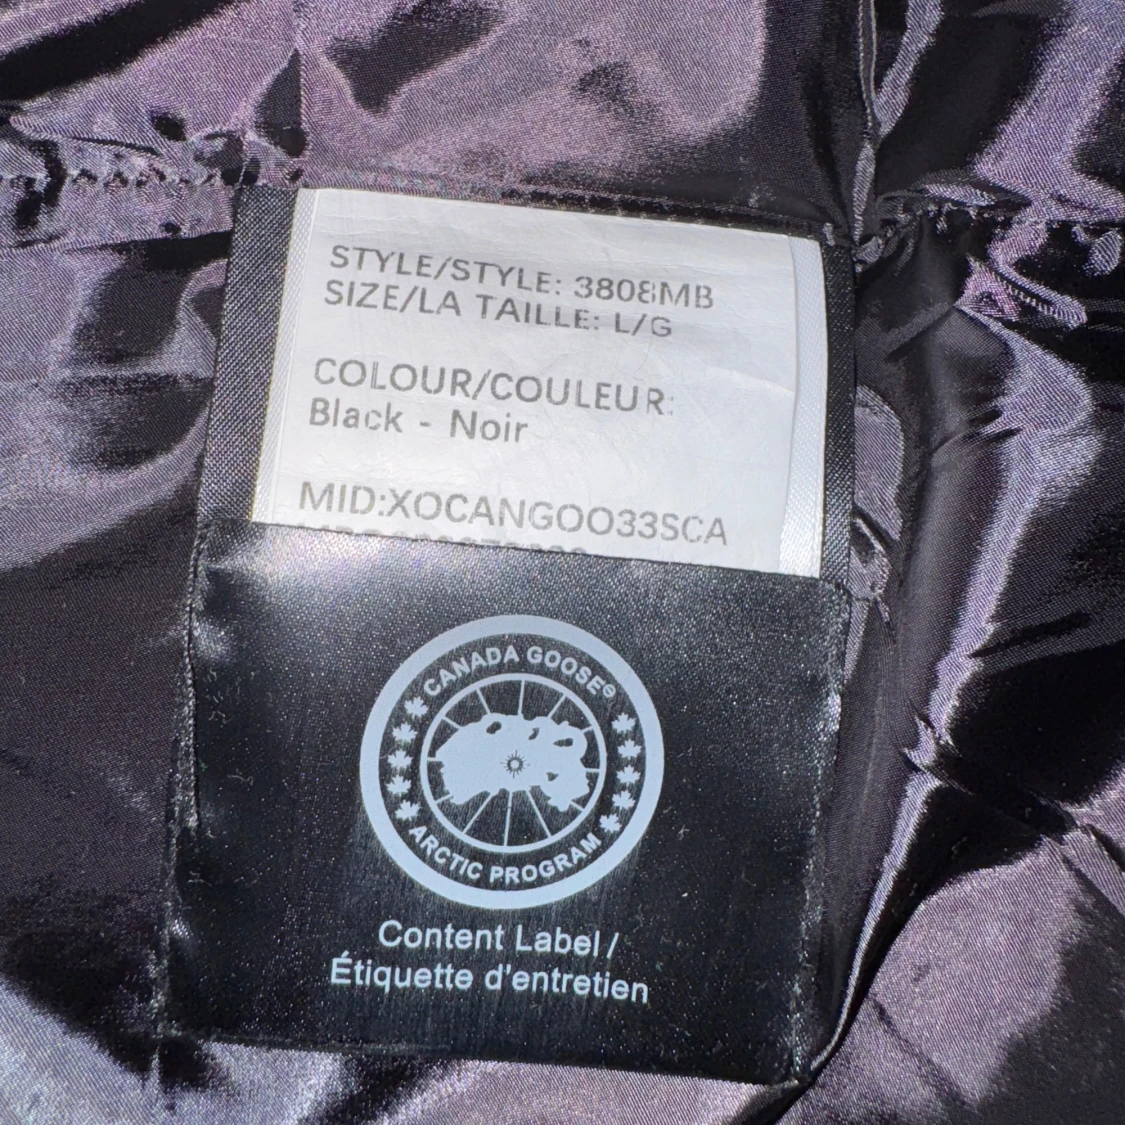 STYLE/STYLE: 3808MB
SIZE/LA TAILLE: L/G
COLOUR/COULEUR:
Black - Noir
MID:XOCANGOO33SCA
CANADA GOOSE®
ARCTIC PROGRAM
Content Label /
Étiquette d'entretien